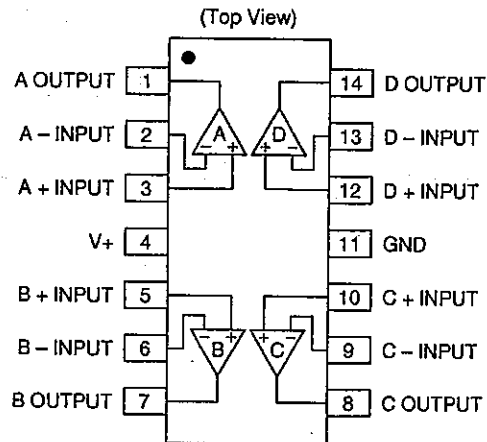 (Top View)
A OUTPUT 1 14 D OUTPUT
A – INPUT 2 A D 13 D – INPUT
A + INPUT 3 – + + – 12 D + INPUT
V+ 4 11 GND
B + INPUT 5 10 C + INPUT
B – INPUT 6 – + + – 9 C – INPUT
B OUTPUT 7 B C 8 C OUTPUT